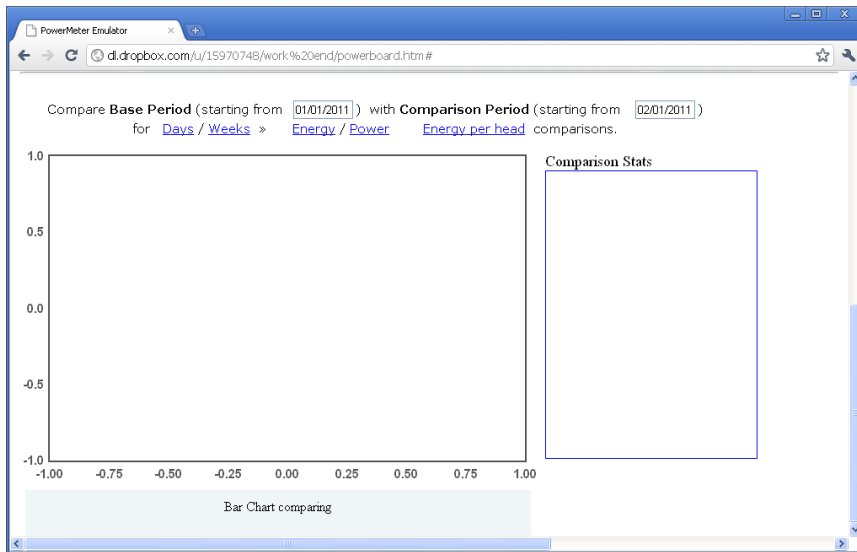 PowerMeter Emulator
dl.dropbox.com/u/15970748/work%20end/powerboard.htm#
Compare Base Period (starting from 01/01/2011 ) with Comparison Period (starting from 02/01/2011 )
for Days / Weeks » Energy / Power Energy per head comparisons.
1.0
0.5
0.0
-0.5
-1.0
-1.00 -0.75 -0.50 -0.25 0.00 0.25 0.50 0.75 1.00
Comparison Stats
Bar Chart comparing